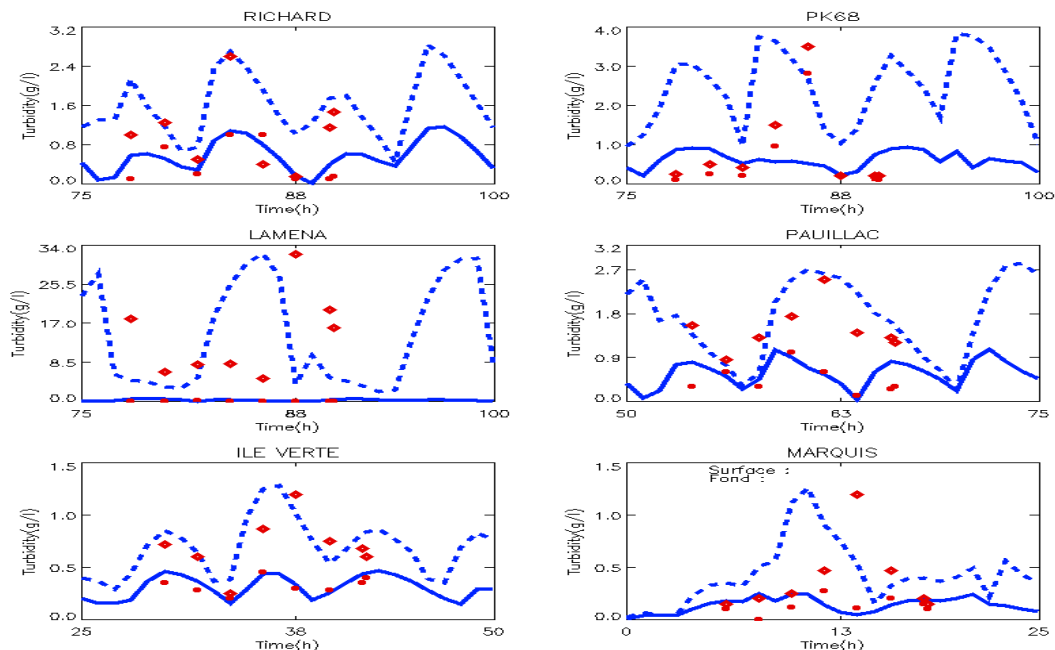 RICHARD
3.2
2.4
1.6
0.8
0.0
Turbidity(g/l)
75
88
100
Time(h)
PK68
4.0
3.0
2.0
1.0
0.0
Turbidity(g/l)
75
88
100
Time(h)
LAMENA
34.0
25.5
17.0
8.5
0.0
Turbidity(g/l)
75
88
100
Time(h)
PAUILLAC
3.2
2.7
1.8
0.9
0.0
Turbidity(g/l)
50
63
75
Time(h)
ILE VERTE
1.5
1.0
0.5
0.0
Turbidity(g/l)
25
38
50
Time(h)
MARQUIS
Surface :
Fond :
1.5
1.0
0.5
0.0
Turbidity(g/l)
0
13
25
Time(h)